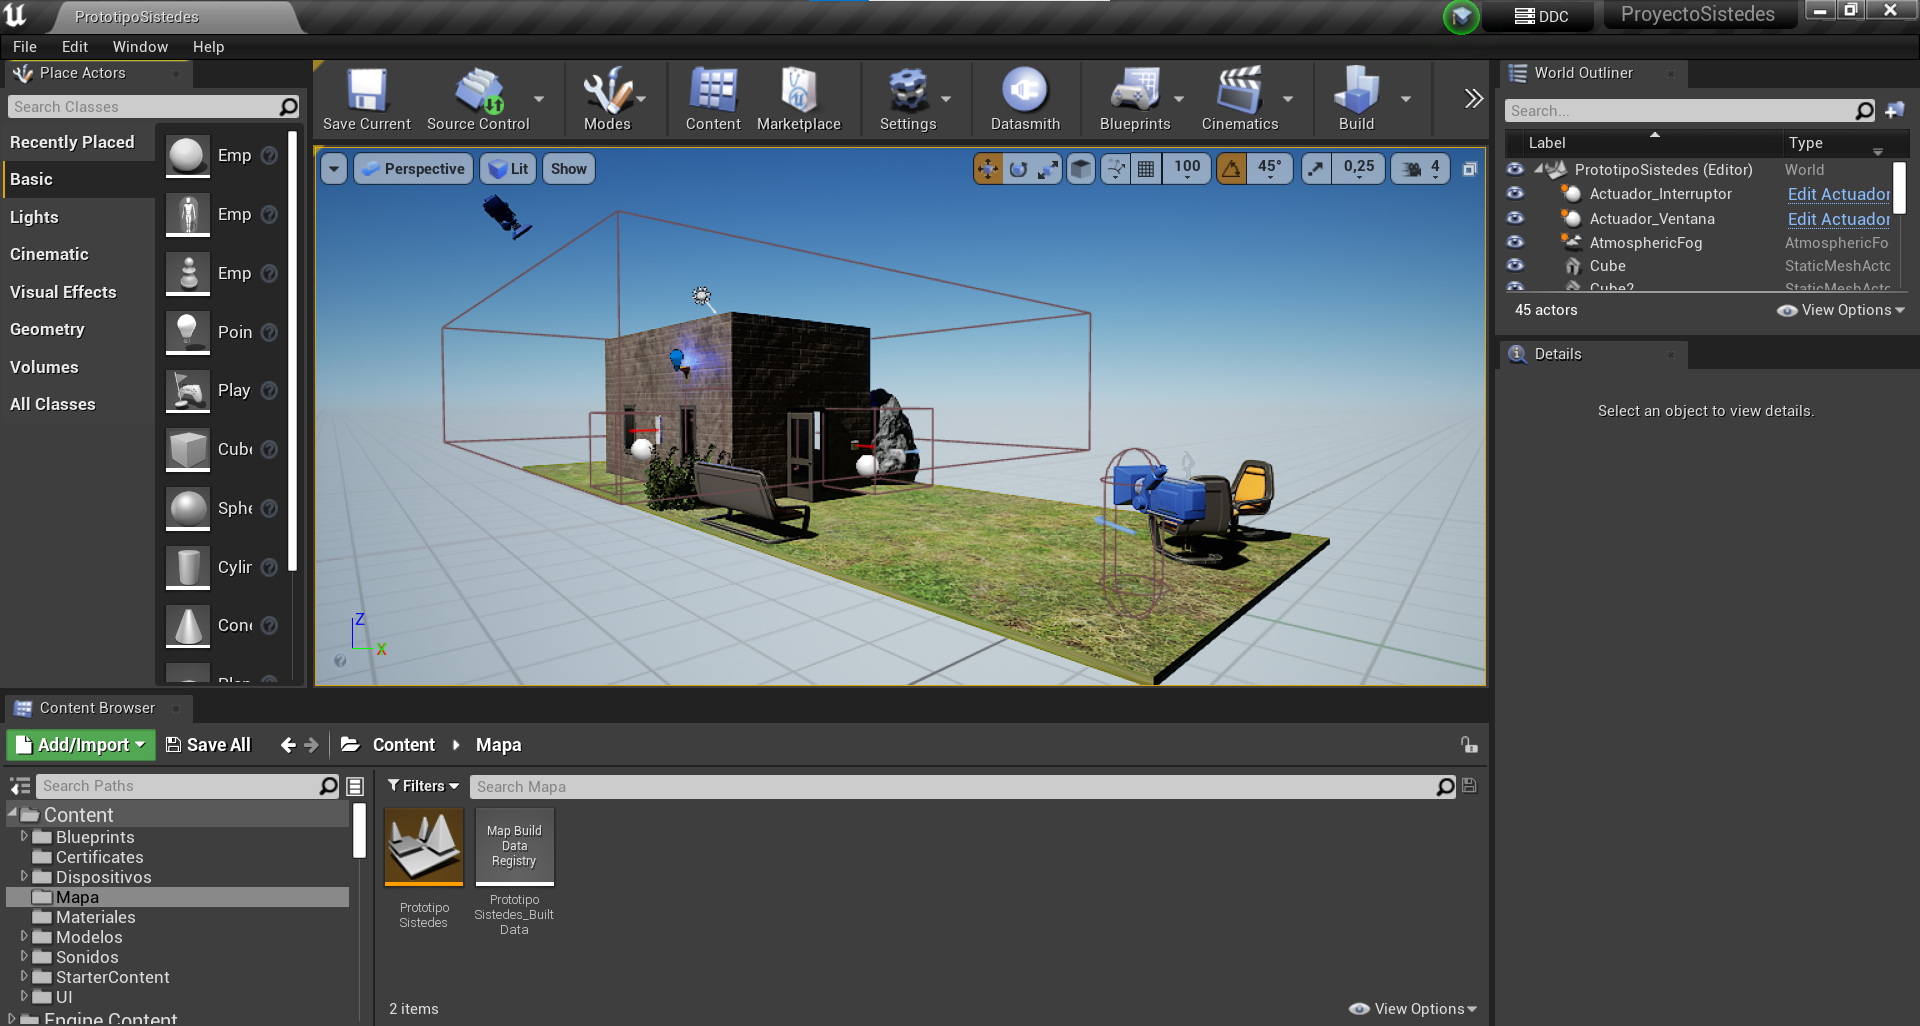 PrototipoSistedes
DDC
ProyectoSistedes
File Edit Window Help
Place Actors
Search Classes
Recently Placed
Basic
Lights
Cinematic
Visual Effects
Geometry
Volumes
All Classes
Emp
Emp
Emp
Poin
Play
Cube
Sphe
Cylin
Cone
Save Current
Source Control
Modes
Content
Marketplace
Settings
Datasmith
Blueprints
Cinematics
Build
Perspective
Lit
Show
100
45°
0,25
4
Z
X
World Outliner
Search...
Label Type
PrototipoSistedes (Editor) World
Actuador_Interruptor Edit Actuador
Actuador_Ventana Edit Actuador
AtmosphericFog AtmosphericFo
Cube StaticMeshActo
Cube2 StaticMeshActo
45 actors
View Options
Details
Select an object to view details.
Content Browser
Add/Import
Save All
Content
Mapa
Search Paths
Content
Blueprints
Certificates
Dispositivos
Mapa
Materiales
Modelos
Sonidos
StarterContent
UI
Engine Content
Filters
Search Mapa
Map Build
Data
Registry
Prototipo
Sistedes
Prototipo
Sistedes_Built
Data
2 items
View Options